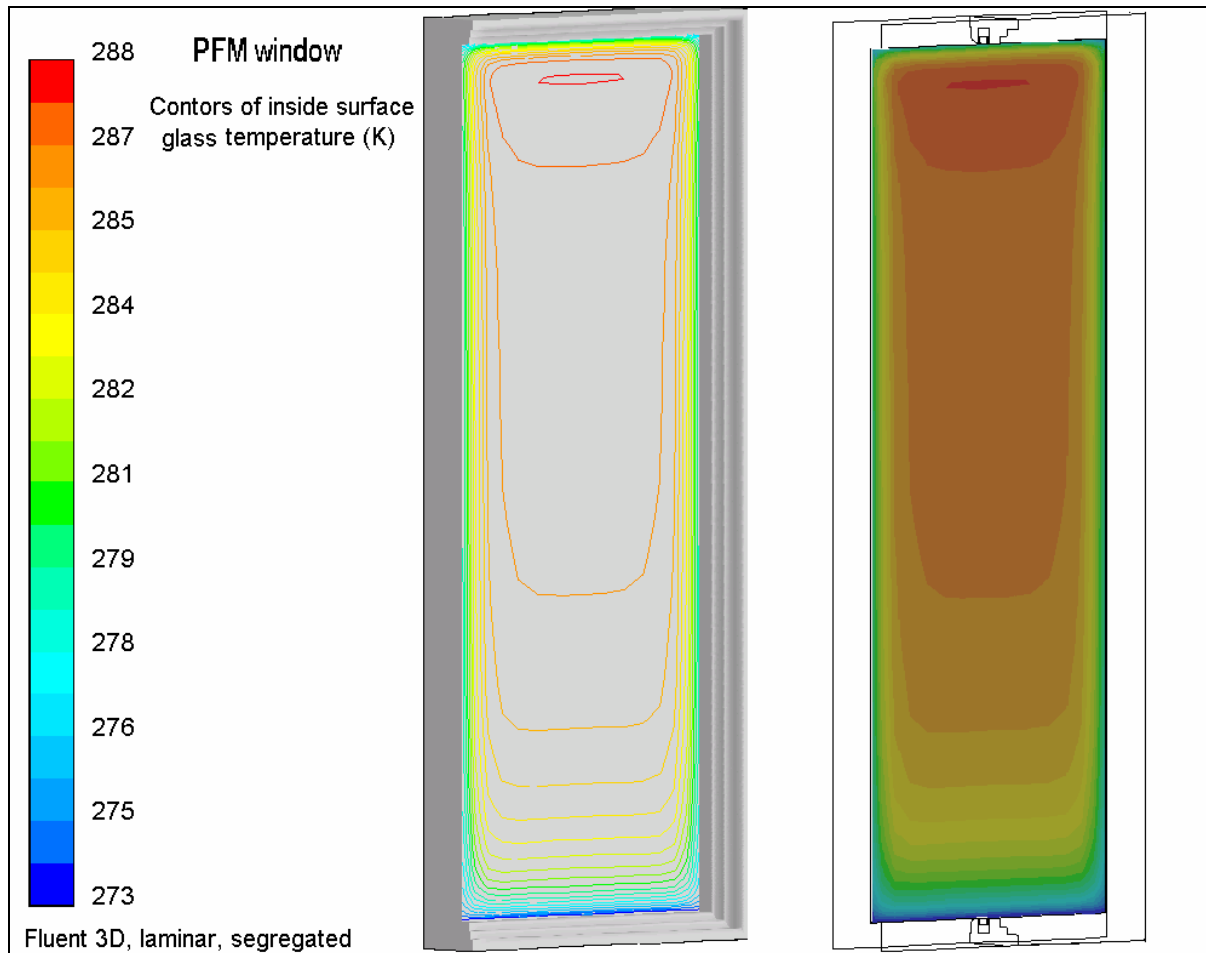 PFM window
Contors of inside surface
glass temperature (K)
288
287
285
284
282
281
279
278
276
275
273
Fluent 3D, laminar, segregated